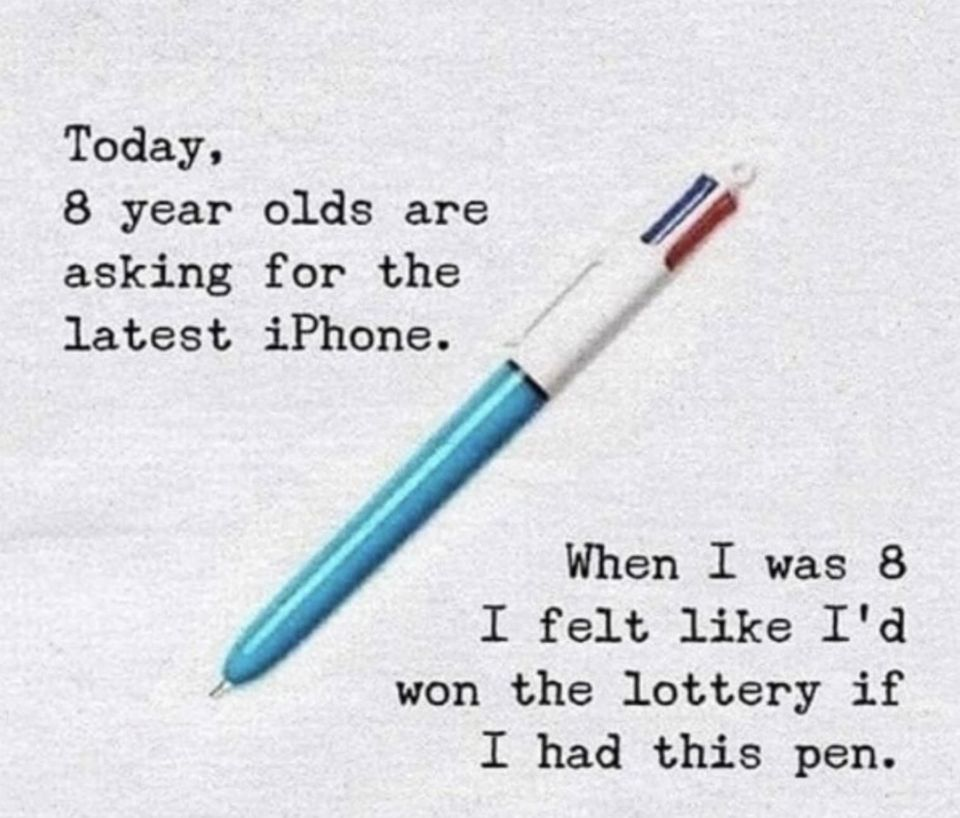 Today,
8 year olds are
asking for the
latest iPhone.
When I was 8
I felt like I'd
won the lottery if
I had this pen.